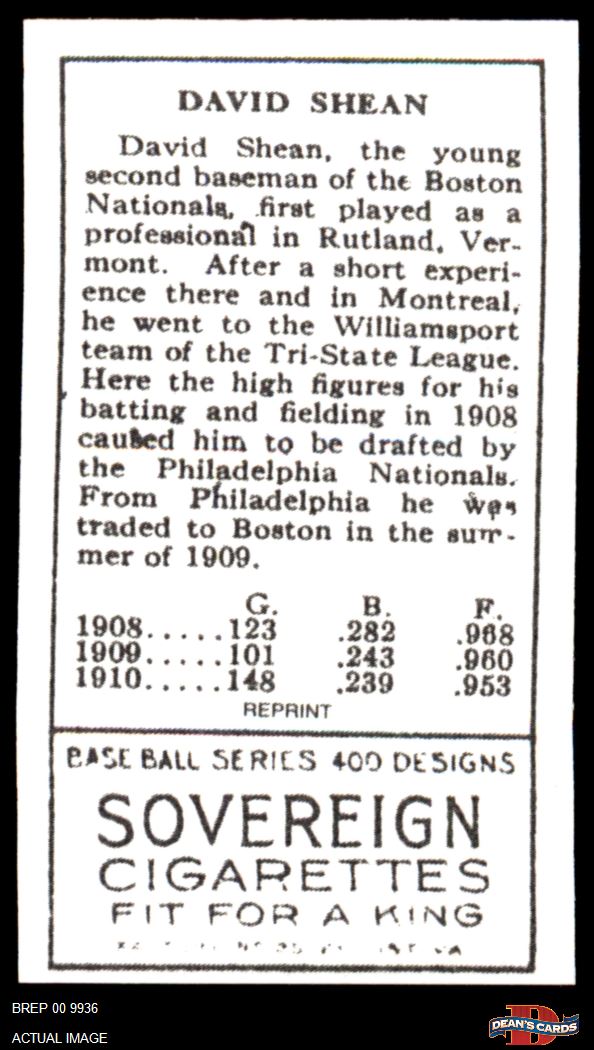 DAVID SHEAN
David Shean, the young
second baseman of the Boston
Nationals, first played as a
professional in Rutland, Ver-
mont. After a short experi-
ence there and in Montreal,
he went to the Williamsport
team of the Tri-State League.
Here the high figures for his
batting and fielding in 1908
caused him to be drafted by
the Philadelphia Nationals.
From Philadelphia he was
traded to Boston in the sum-
mer of 1909.
G. B. F.
1908.....123 .282 .968
1909.....101 .243 .960
1910.....148 .239 .953
REPRINT
BASE BALL SERIES 400 DESIGNS
SOVEREIGN
CIGARETTES
FIT FOR A KING
BREP 00 9936
ACTUAL IMAGE
D
DEAN'S CARDS